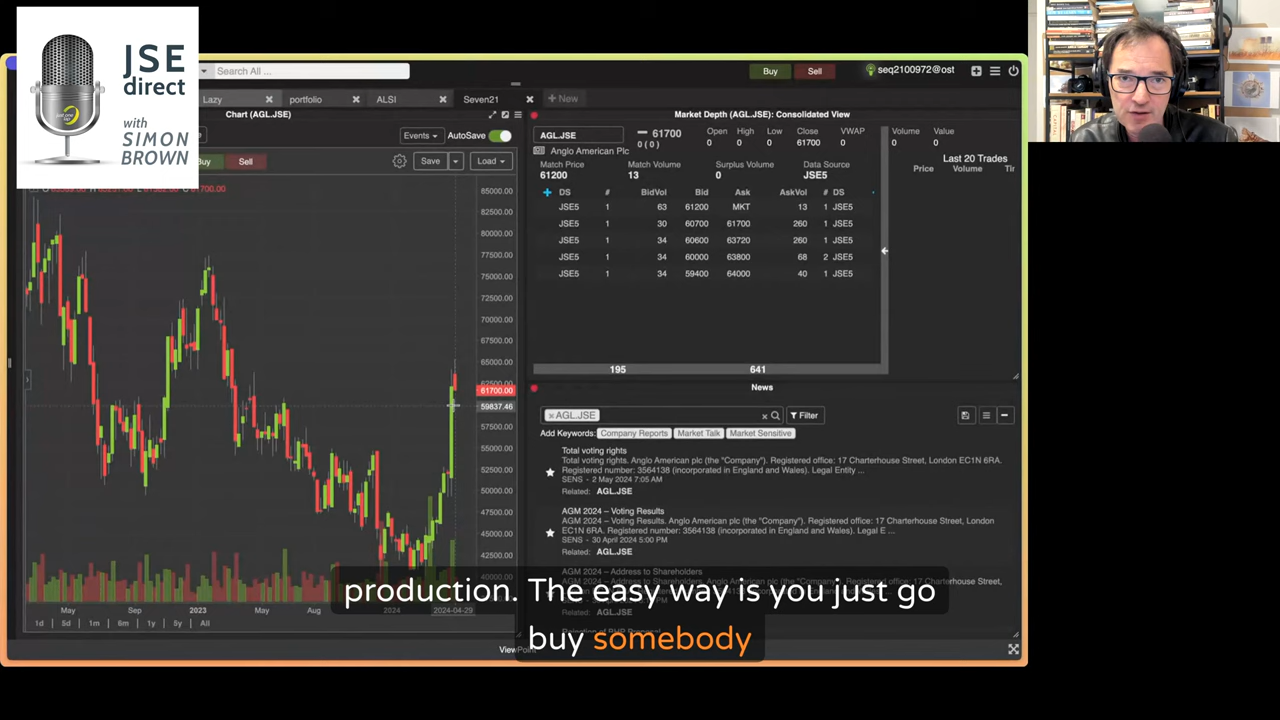 JSE
direct
with
SIMON
BROWN
Search All ...
Buy
Sell
seq2100972@ost
Lazy
portfolio
ALSI
Seven21
+ New
Chart (AGL.JSE)
Events
AutoSave
Buy
Sell
Save
Load
61700.00
85000.00
82500.00
80000.00
77500.00
75000.00
72500.00
70000.00
67500.00
65000.00
62500.00
61700.00
59837.46
57500.00
55000.00
52500.00
50000.00
47500.00
45000.00
42500.00
40000.00
May Sep 2023 May Aug 2024 2024-04-29
1d 5d 1m 6m 1y 5y All
Market Depth (AGL.JSE): Consolidated View
AGL.JSE
61700
0 ( 0 )
Open High Low Close VWAP
0 0 0 61700 0
Anglo American Plc
Match Price Match Volume Surplus Volume Data Source
61200 13 0 JSE5
DS # BidVol Bid Ask AskVol # DS
JSE5 1 63 61200 MKT 13 1 JSE5
JSE5 1 30 60700 61700 260 1 JSE5
JSE5 1 34 60600 63720 260 1 JSE5
JSE5 1 34 60000 63800 68 2 JSE5
JSE5 1 34 59400 64000 40 1 JSE5
195 641
Volume Value
0 0
Last 20 Trades
Price Volume
News
AGL.JSE
Filter
Add Keywords: Company Reports Market Talk Market Sensitive
Total voting rights
Total voting rights. Anglo American plc (the "Company"). Registered office: 17 Charterhouse Street, London EC1N 6RA.
Registered number: 3564138 (incorporated in England and Wales). Legal Entity ...
SENS - 2 May 2024 7:05 AM
Related: AGL.JSE
AGM 2024 – Voting Results
AGM 2024 – Voting Results. Anglo American plc (the "Company"). Registered office: 17 Charterhouse Street, London
EC1N 6RA. Registered number: 3564138 (incorporated in England and Wales). Legal E ...
SENS - 30 April 2024 5:00 PM
Related: AGL.JSE
AGM 2024 – Address to Shareholders
production. The easy way is you just go
buy somebody